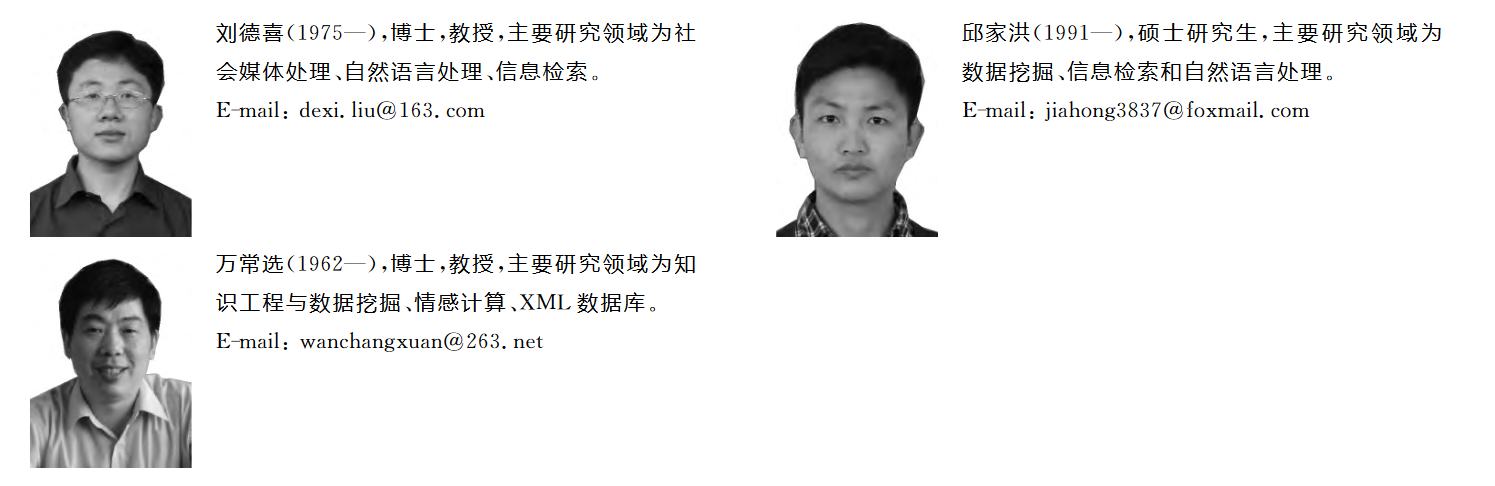 刘德喜(1975—),博士,教授,主要研究领域为社
会媒体处理、自然语言处理、信息检索。
E-mail: dexi.liu@163.com
邱家洪(1991—),硕士研究生,主要研究领域为
数据挖掘、信息检索和自然语言处理。
E-mail: jiahong3837@foxmail.com
万常选(1962—),博士,教授,主要研究领域为知
识工程与数据挖掘、情感计算、XML数据库。
E-mail: wanchangxuan@263.net